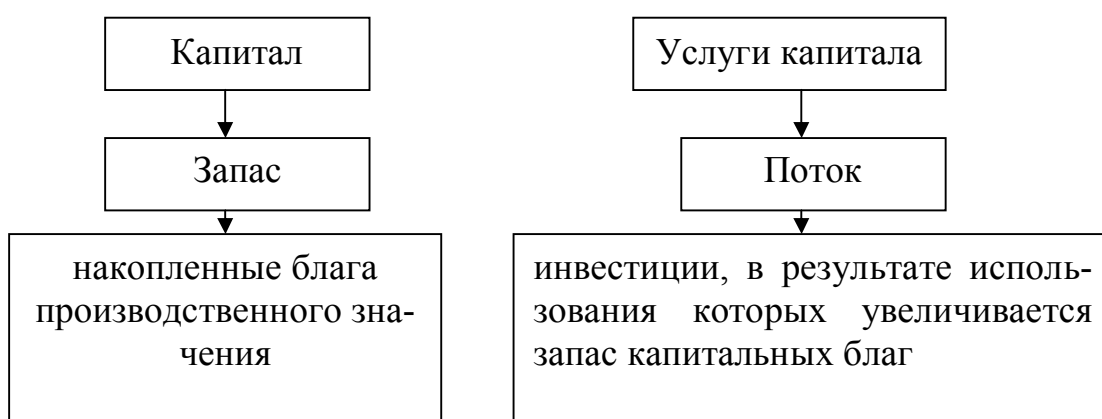 Капитал
Запас
накопленные блага
производственного зна-
чения
Услуги капитала
Поток
инвестиции, в результате исполь-
зования которых увеличивается
запас капитальных благ